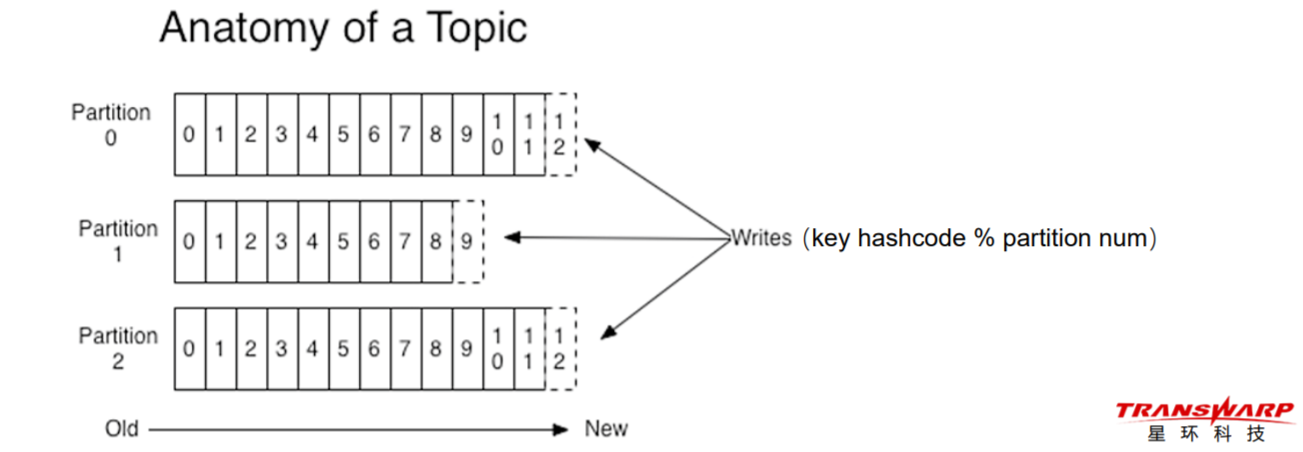 Anatomy of a Topic
Partition
0
0 1 2 3 4 5 6 7 8 9 10 11 12
Partition
1
0 1 2 3 4 5 6 7 8 9
Writes（key hashcode % partition num）
Partition
2
0 1 2 3 4 5 6 7 8 9 10 11 12
Old New
TRANSWARP
星环科技